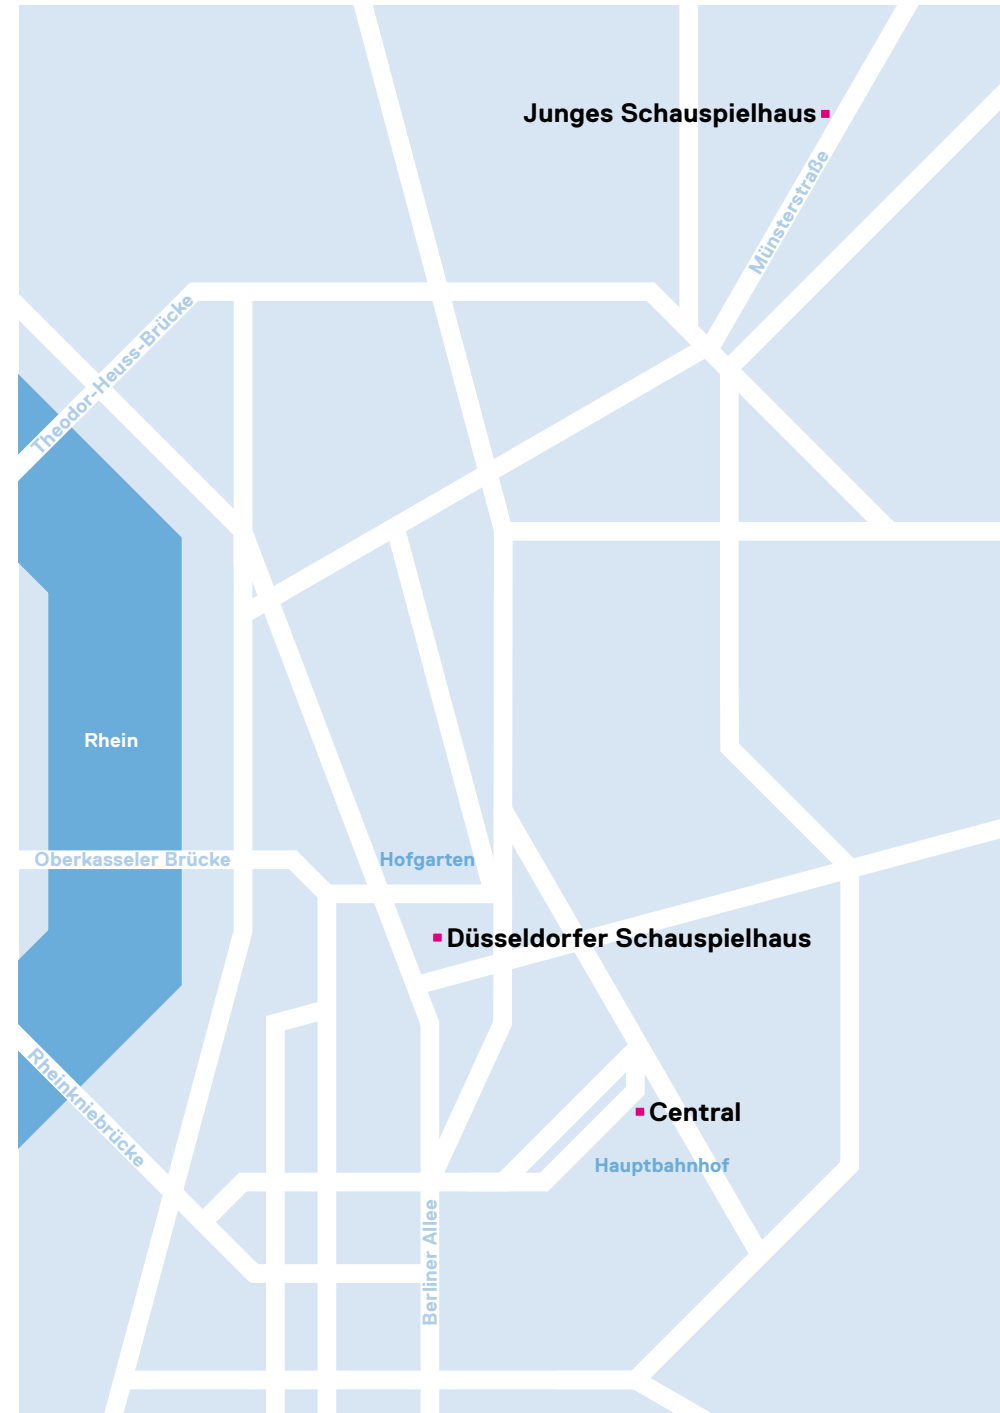 Junges Schauspielhaus
Münsterstraße
Theodor-Heuss-Brücke
Rhein
Oberkasseler Brücke
Hofgarten
Düsseldorfer Schauspielhaus
Rheinkniebrücke
Central
Hauptbahnhof
Berliner Allee